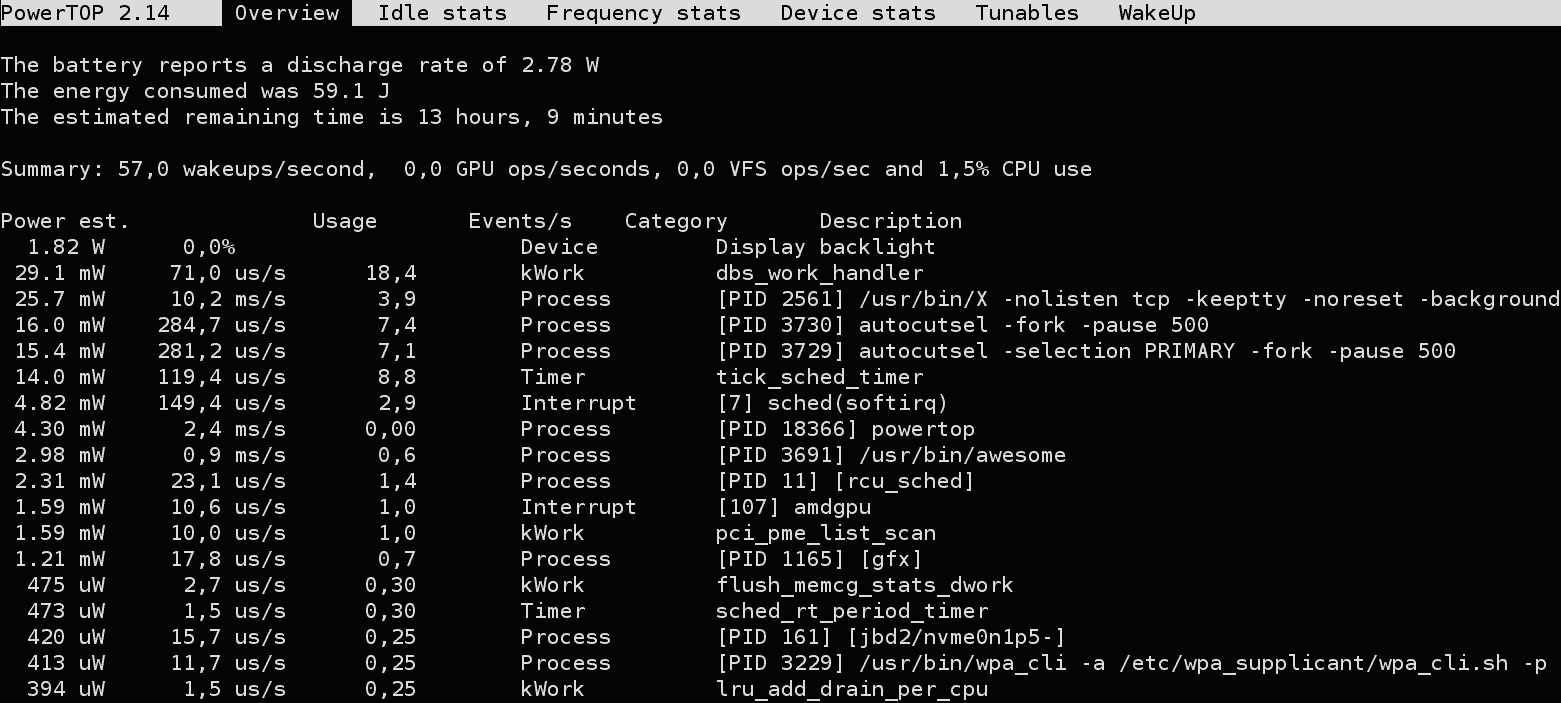 PowerTOP 2.14    Overview   Idle stats   Frequency stats   Device stats   Tunables   WakeUp
The battery reports a discharge rate of 2.78 W
The energy consumed was 59.1 J
The estimated remaining time is 13 hours, 9 minutes
Summary: 57,0 wakeups/second,  0,0 GPU ops/seconds, 0,0 VFS ops/sec and 1,5% CPU use
Power est.              Usage       Events/s    Category       Description
  1.82 W      0,0%                      Device         Display backlight
 29.1 mW     71,0 us/s      18,4        kWork          dbs_work_handler
 25.7 mW     10,2 ms/s       3,9        Process        [PID 2561] /usr/bin/X -nolisten tcp -keeptty -noreset -background
 16.0 mW    284,7 us/s       7,4        Process        [PID 3730] autocutsel -fork -pause 500
 15.4 mW    281,2 us/s       7,1        Process        [PID 3729] autocutsel -selection PRIMARY -fork -pause 500
 14.0 mW    119,4 us/s       8,8        Timer          tick_sched_timer
 4.82 mW    149,4 us/s       2,9        Interrupt      [7] sched(softirq)
 4.30 mW      2,4 ms/s      0,00        Process        [PID 18366] powertop
 2.98 mW      0,9 ms/s       0,6        Process        [PID 3691] /usr/bin/awesome
 2.31 mW     23,1 us/s       1,4        Process        [PID 11] [rcu_sched]
 1.59 mW     10,6 us/s       1,0        Interrupt      [107] amdgpu
 1.59 mW     10,0 us/s       1,0        kWork          pci_pme_list_scan
 1.21 mW     17,8 us/s       0,7        Process        [PID 1165] [gfx]
  475 uW      2,7 us/s      0,30        kWork          flush_memcg_stats_dwork
  473 uW      1,5 us/s      0,30        Timer          sched_rt_period_timer
  420 uW     15,7 us/s      0,25        Process        [PID 161] [jbd2/nvme0n1p5-]
  413 uW     11,7 us/s      0,25        Process        [PID 3229] /usr/bin/wpa_cli -a /etc/wpa_supplicant/wpa_cli.sh -p
  394 uW      1,5 us/s      0,25        kWork          lru_add_drain_per_cpu